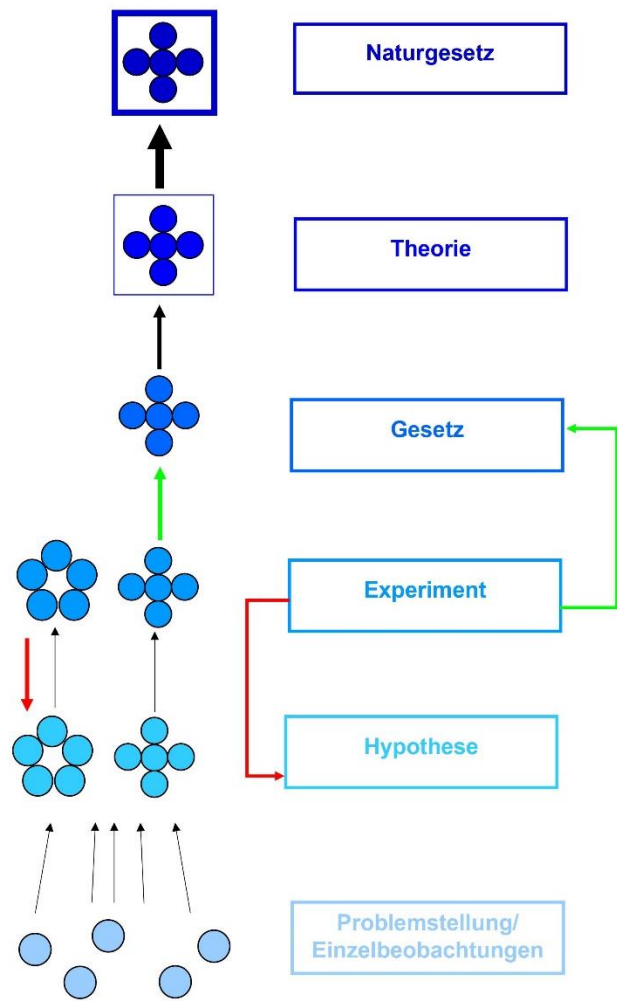 Naturgesetz
Theorie
Gesetz
Experiment
Hypothese
Problemstellung/
Einzelbeobachtungen